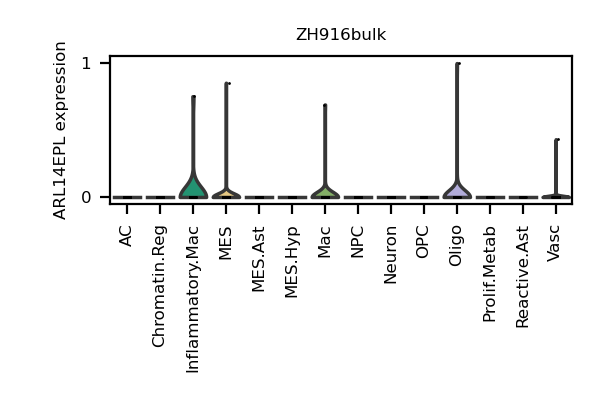 ZH916bulk
ARL14EPL expression
1
0
AC
Chromatin.Reg
Inflammatory.Mac
MES
MES.Ast
MES.Hyp
Mac
NPC
Neuron
OPC
Oligo
Prolif.Metab
Reactive.Ast
Vasc